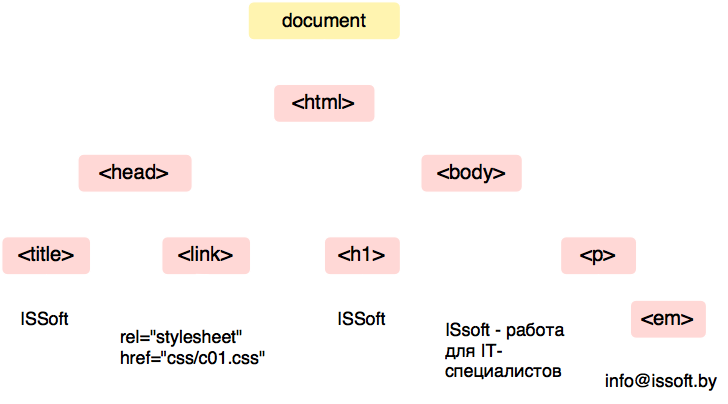 document
<html>
<head>
<body>
<title>
<link>
<h1>
<p>
ISSoft
rel="stylesheet"
href="css/c01.css"
ISSoft
ISsoft - работа
для IT-
специалистов
<em>
info@issoft.by